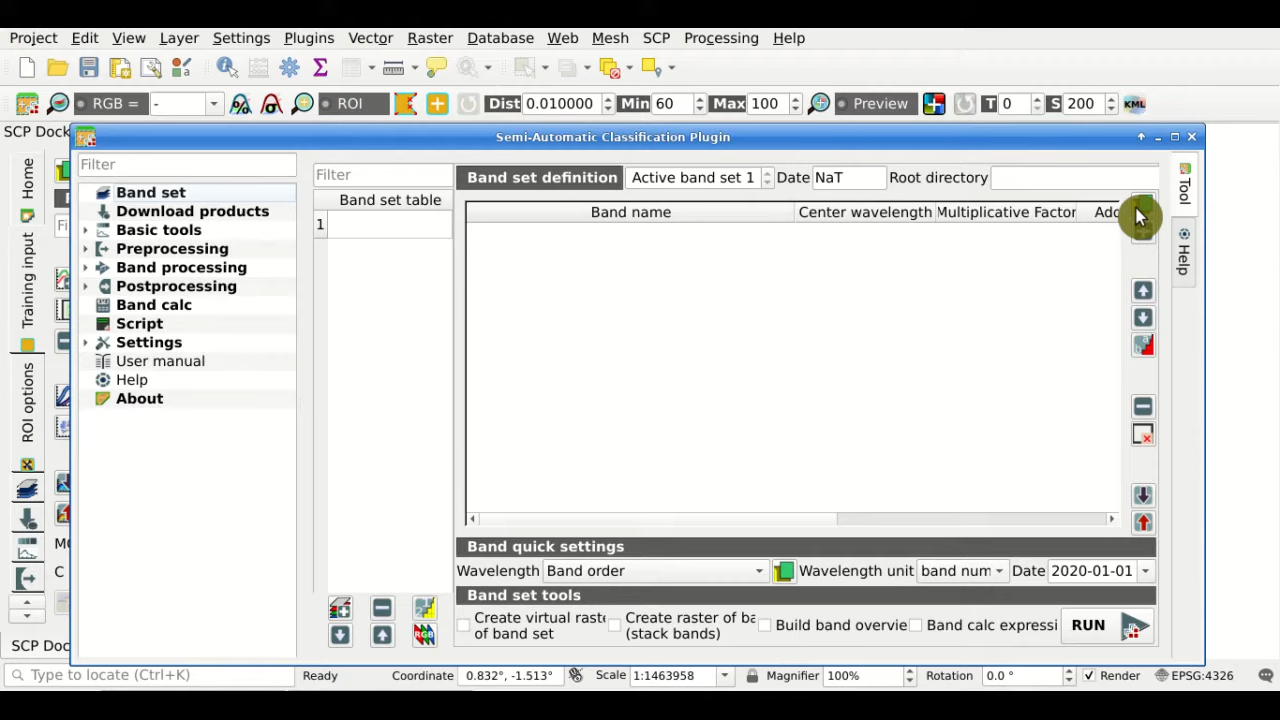 Project Edit View Layer Settings Plugins Vector Raster Database Web Mesh SCP Processing Help
RGB = - ROI Dist 0.010000 Min 60 Max 100 Preview T 0 S 200 KML
SCP Dock
Semi-Automatic Classification Plugin
Home
Training input
ROI options
Filter
Band set
Download products
Basic tools
Preprocessing
Band processing
Postprocessing
Band calc
Script
Settings
User manual
Help
About
Filter
Band set table
1
Band set definition Active band set 1 Date NaT Root directory
Band name Center wavelength Multiplicative Factor
Band quick settings
Wavelength Band order Wavelength unit band num Date 2020-01-01
Band set tools
Create virtual raste
of band set
Create raster of ba
(stack bands)
Build band overvie
Band calc expressi
RUN
RGB
Tool
Help
SCP Doc
Type to locate (Ctrl+K) Ready Coordinate 0.832°, -1.513° Scale 1:1463958 Magnifier 100% Rotation 0.0 ° Render EPSG:4326